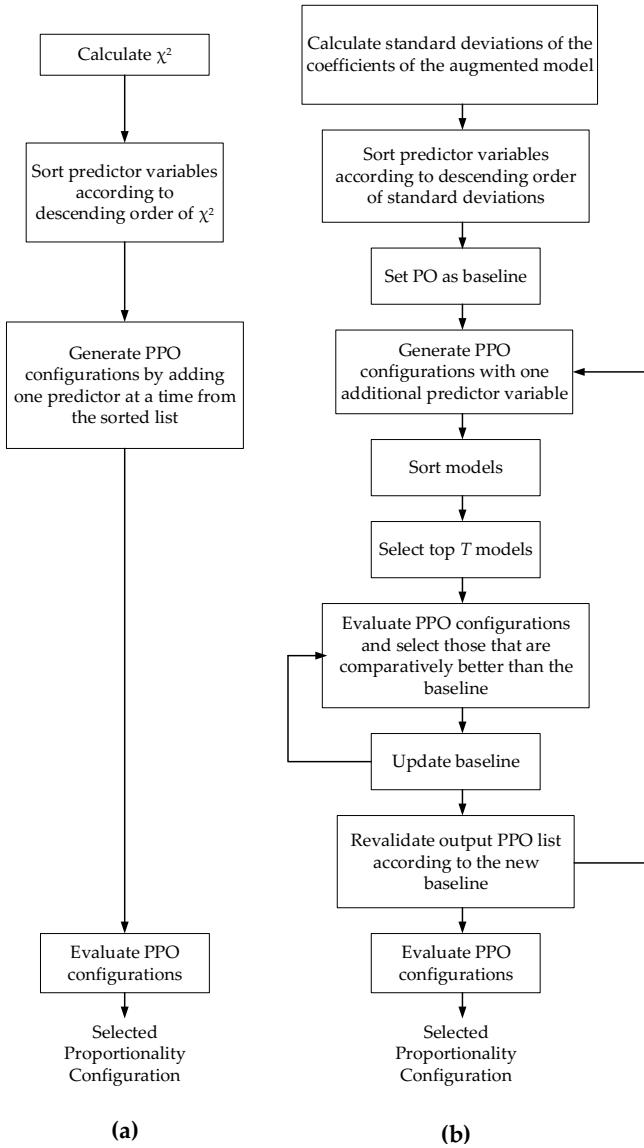 Calculate χ²
Sort predictor variables
according to
descending order of χ²
Generate PPO
configurations by adding
one predictor at a time from
the sorted list
Evaluate PPO
configurations
Selected
Proportionality
Configuration
(a)
Calculate standard deviations of the
coefficients of the augmented model
Sort predictor variables
according to descending order
of standard deviations
Set PO as baseline
Generate PPO
configurations with one
additional predictor variable
Sort models
Select top T models
Evaluate PPO configurations
and select those that are
comparatively better than the
baseline
Update baseline
Revalidate output PPO list
according to the new
baseline
Evaluate PPO
configurations
Selected
Proportionality
Configuration
(b)